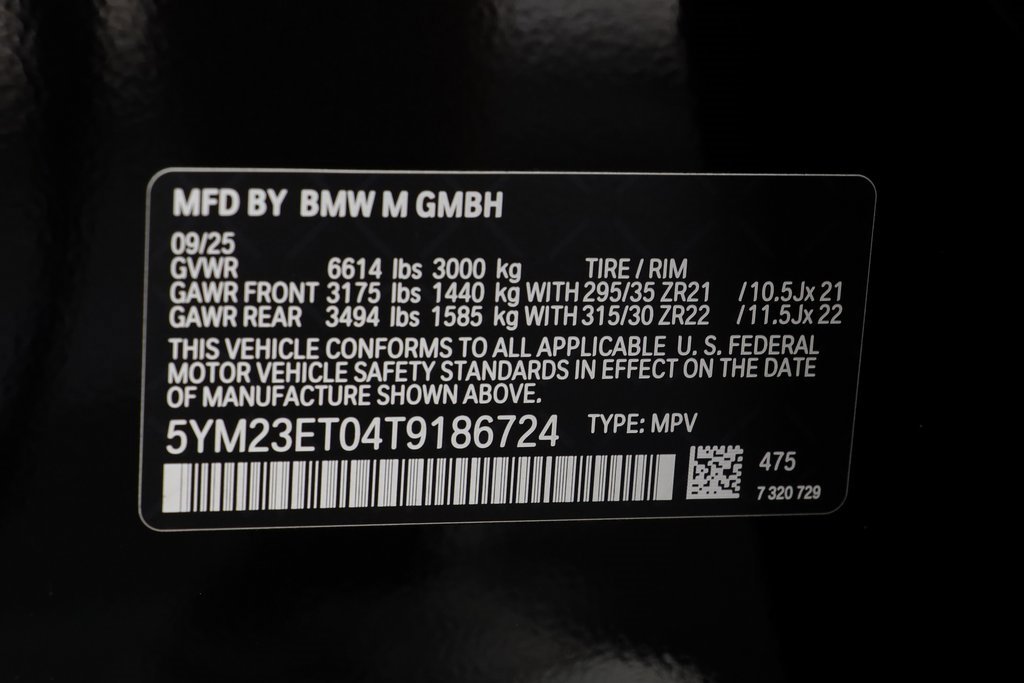 MFD BY BMW M GMBH
09/25
GVWR 6614 lbs 3000 kg TIRE / RIM
GAWR FRONT 3175 lbs 1440 kg WITH 295/35 ZR21 /10.5Jx 21
GAWR REAR 3494 lbs 1585 kg WITH 315/30 ZR22 /11.5Jx 22
THIS VEHICLE CONFORMS TO ALL APPLICABLE U. S. FEDERAL
MOTOR VEHICLE SAFETY STANDARDS IN EFFECT ON THE DATE
OF MANUFACTURE SHOWN ABOVE.
5YM23ET04T9186724 TYPE: MPV
475
7 320 729